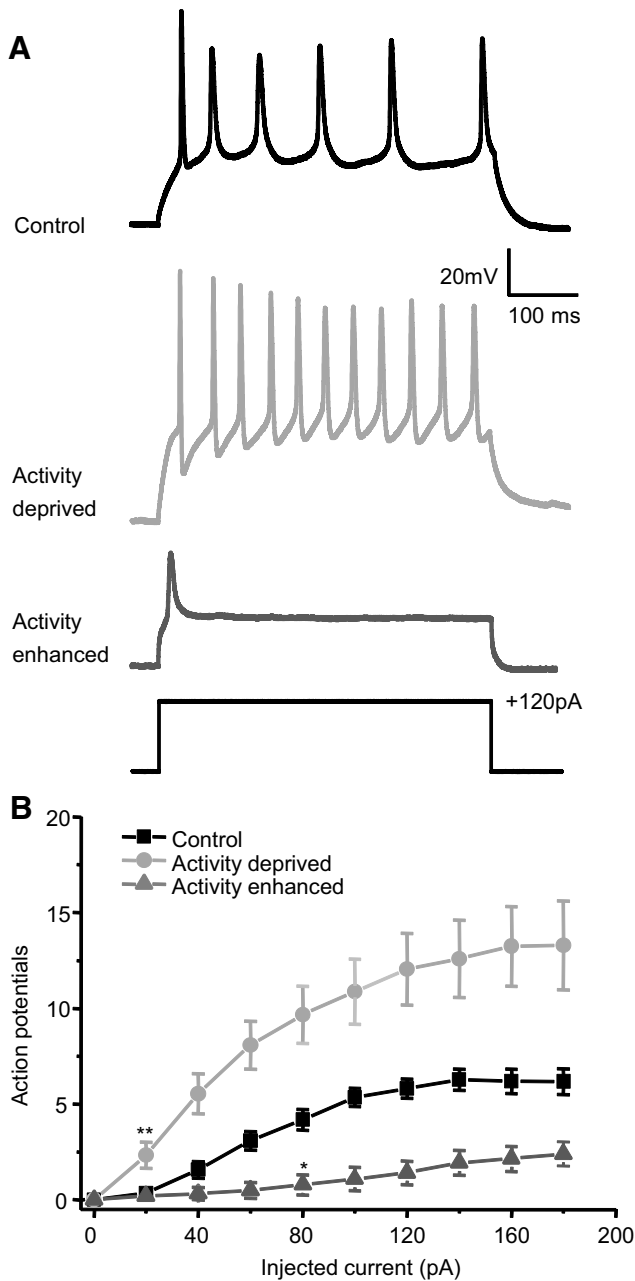 A
Control
20mV
100 ms
Activity
deprived
Activity
enhanced
+120pA
B
Control
Activity deprived
Activity enhanced
20
15
10
5
0
Action potentials
**
*
0
40
80
120
160
200
Injected current (pA)